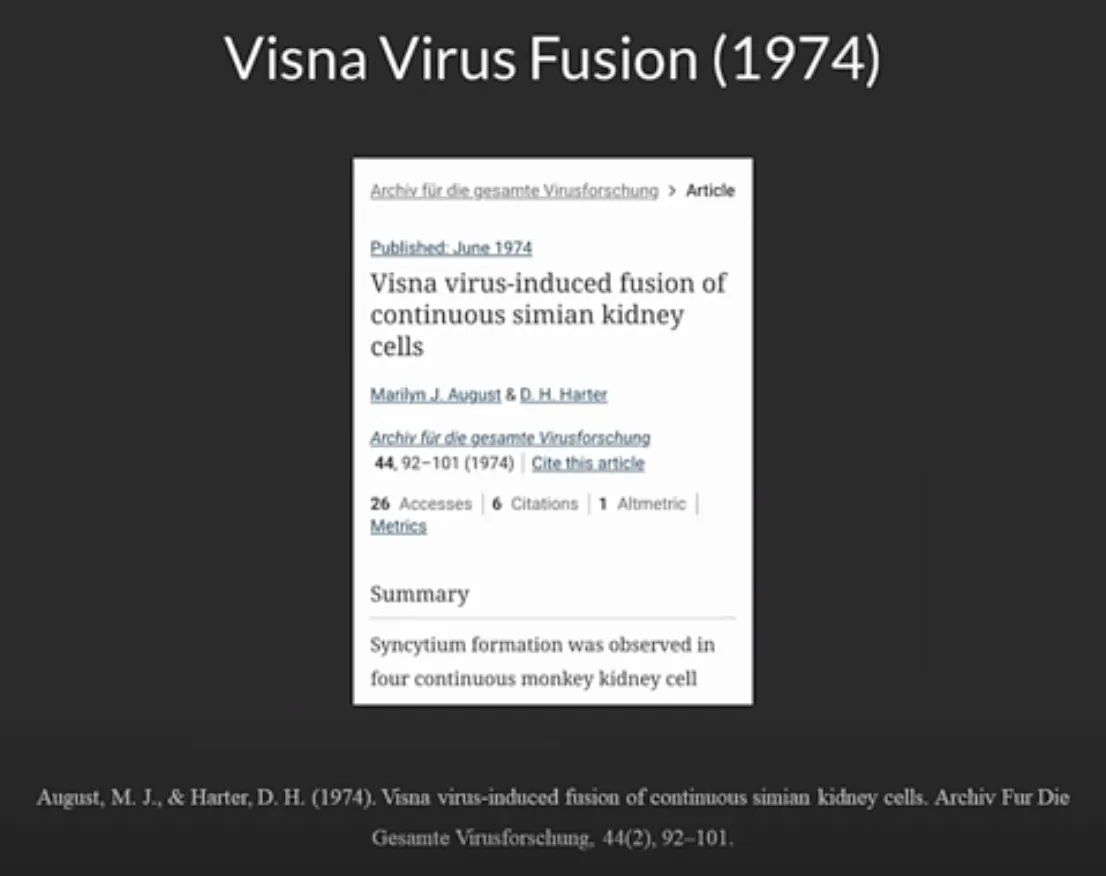 Visna Virus Fusion (1974)
Archiv für die gesamte Virusforschung > Article
Published: June 1974
Visna virus-induced fusion of
continuous simian kidney
cells
Marilyn J. August & D. H. Harter
Archiv für die gesamte Virusforschung
44, 92–101 (1974) | Cite this article
26 Accesses | 6 Citations | 1 Altmetric |
Metrics
Summary
Syncytium formation was observed in
four continuous monkey kidney cell
August, M. J., & Harter, D. H. (1974). Visna virus-induced fusion of continuous simian kidney cells. Archiv Fur Die
Gesamte Virusforschung, 44(2), 92–101.